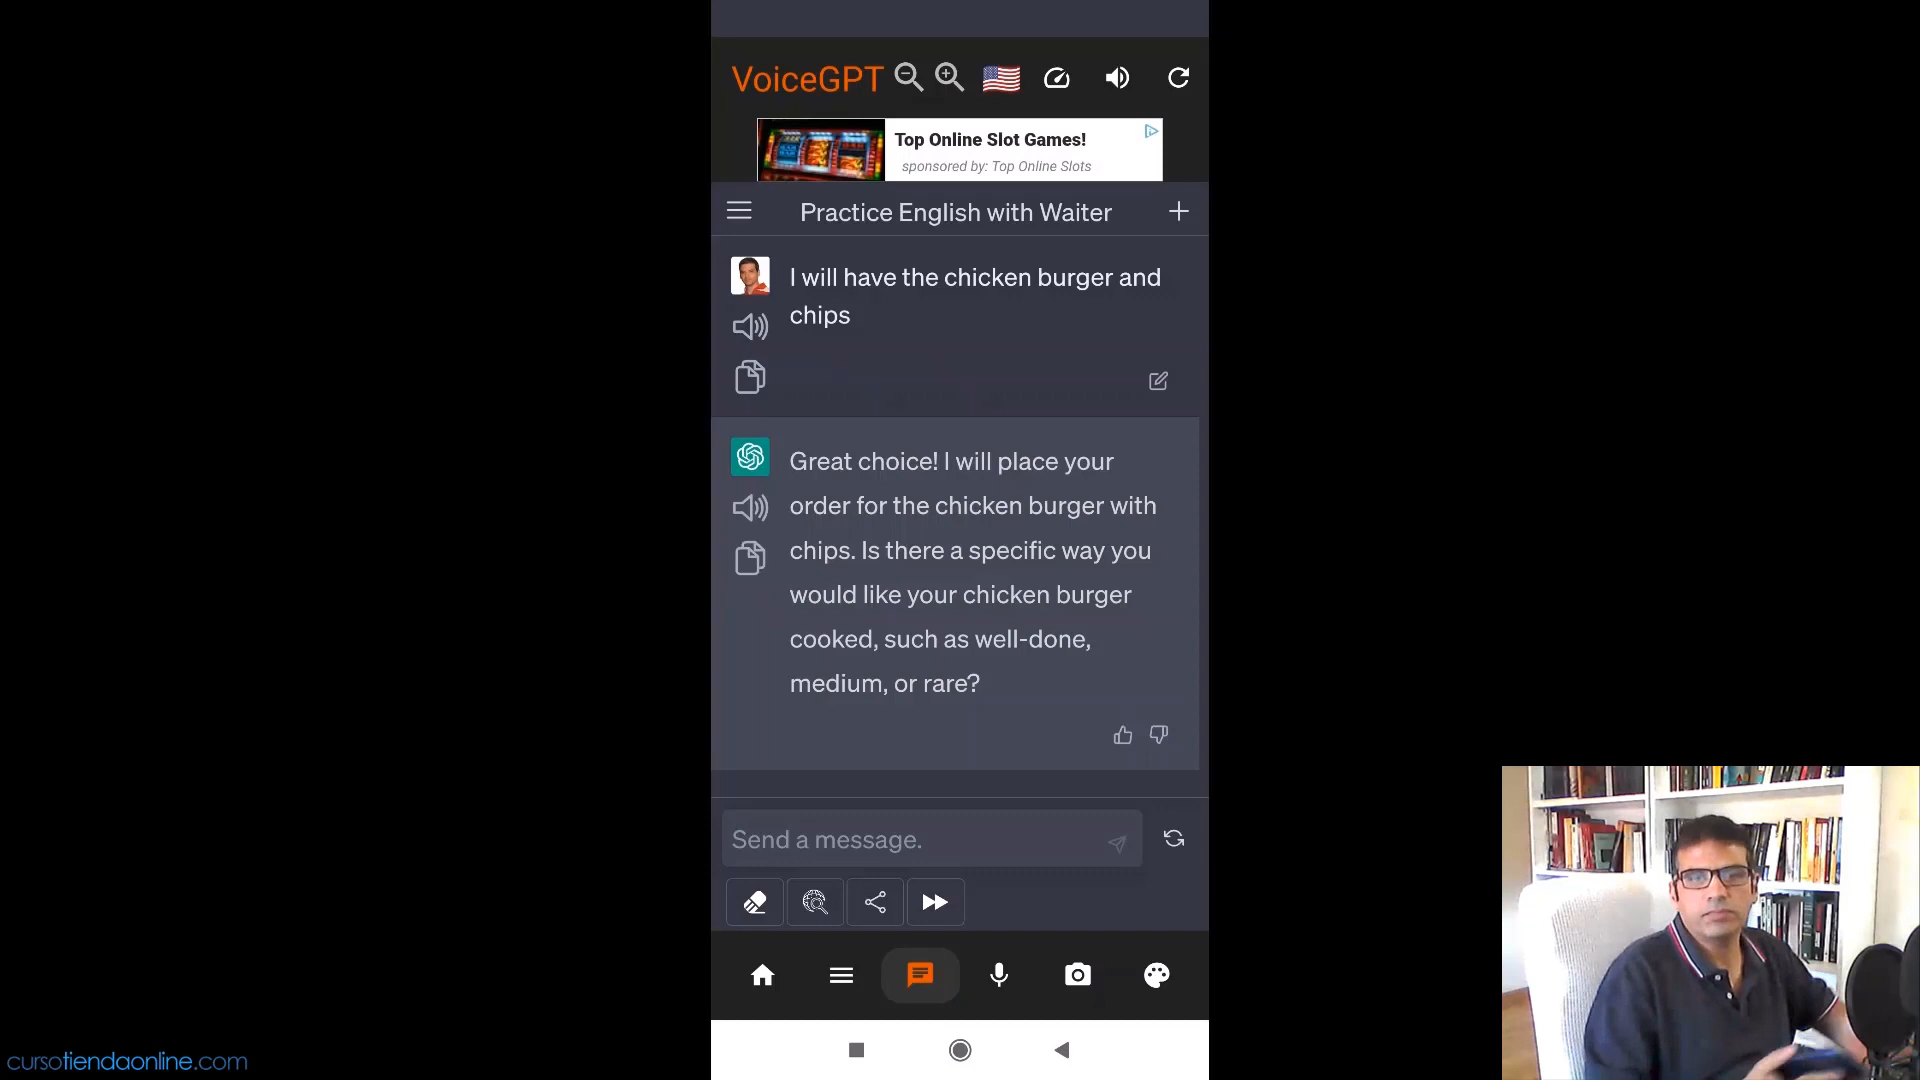 VoiceGPT
Top Online Slot Games!
sponsored by: Top Online Slots
Practice English with Waiter
I will have the chicken burger and
chips
Great choice! I will place your
order for the chicken burger with
chips. Is there a specific way you
would like your chicken burger
cooked, such as well-done,
medium, or rare?
Send a message.
cursotiendaonline.com